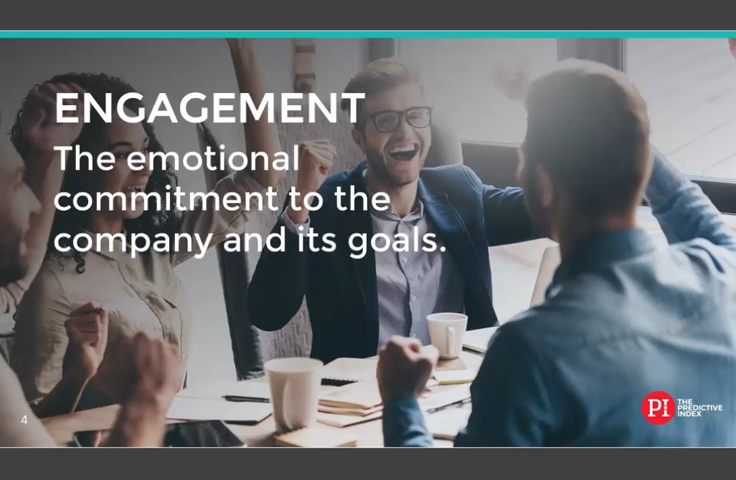 ENGAGEMENT
The emotional
commitment to the
company and its goals.
4
PI
THE
PREDICTIVE
INDEX